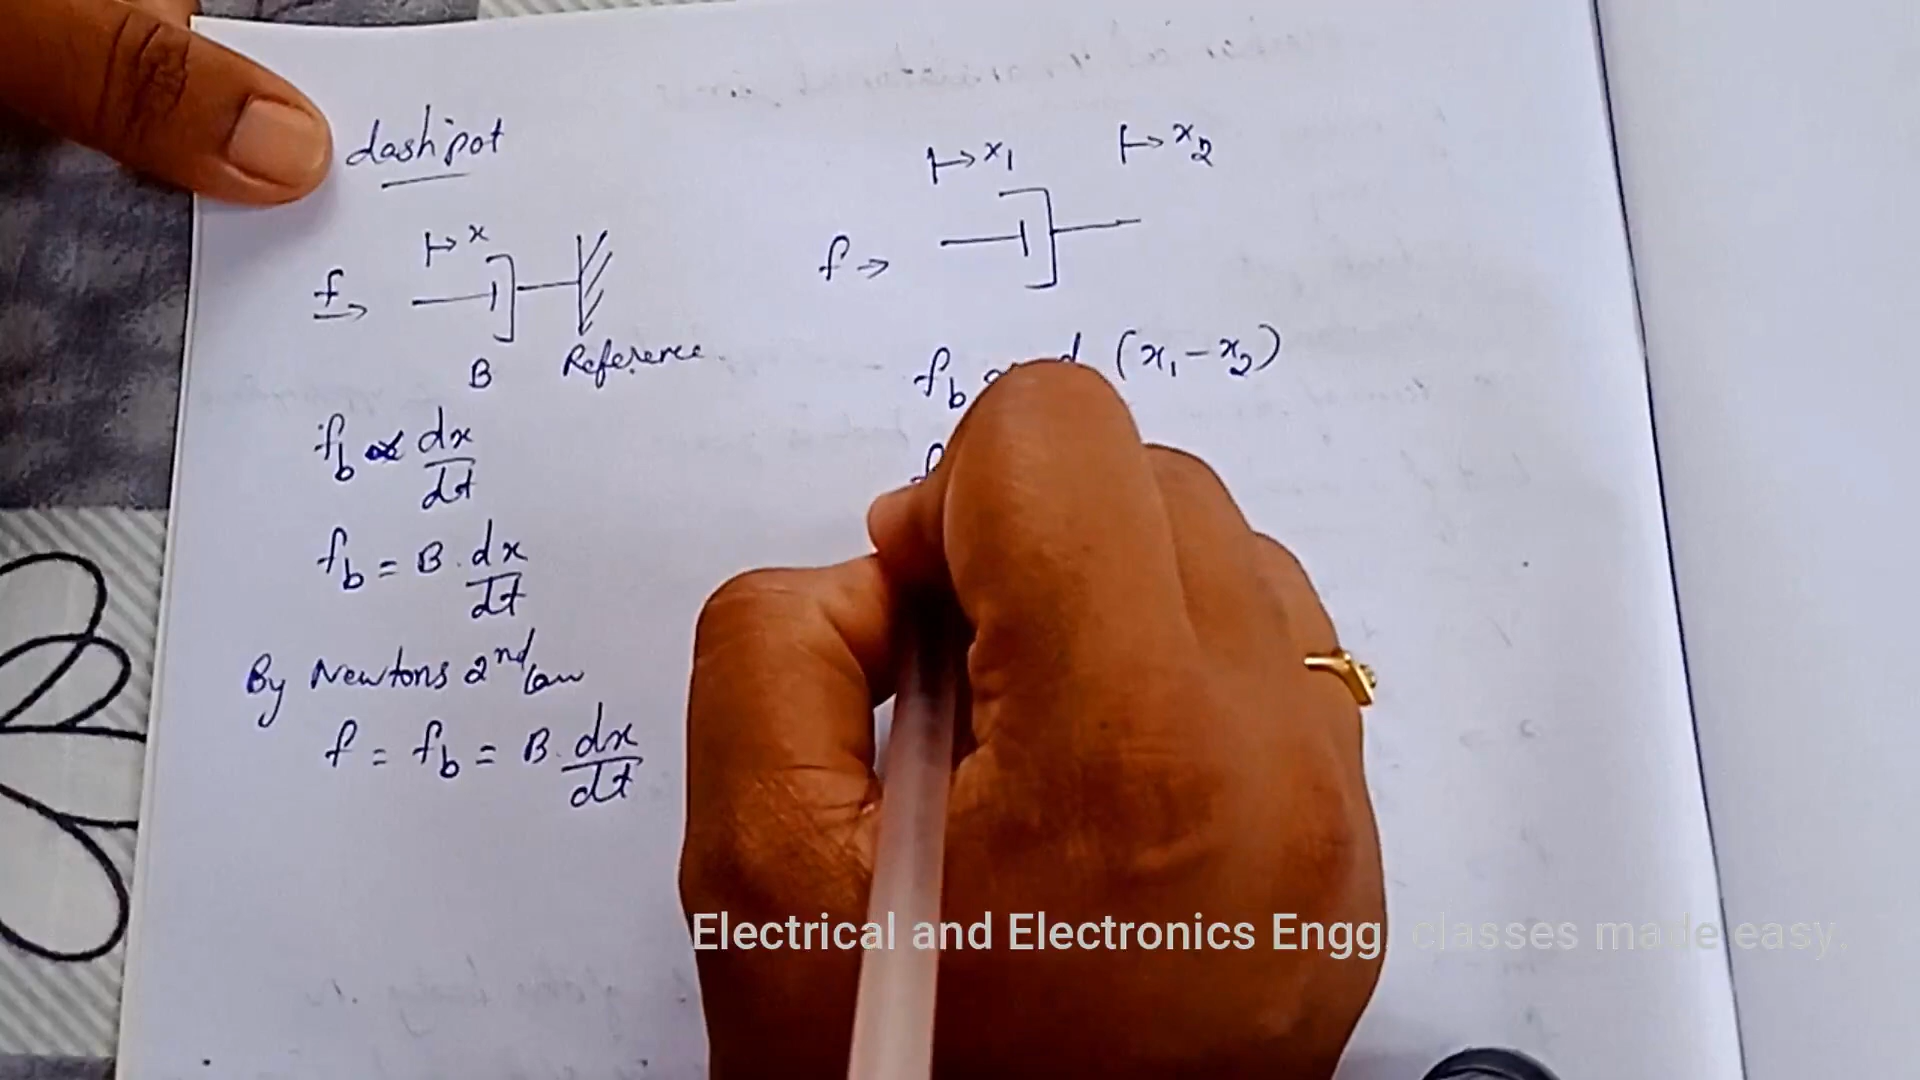 dashpot
↦ x
f →
B
Reference
f_b ∝ dx/dt
f_b = B · dx/dt
By Newtons 2nd law
f = f_b = B · dx/dt
↦ x₁ ↦ x₂
f →
f_b d (x₁ - x₂)
f
Electrical and Electronics Engg. classes made easy.